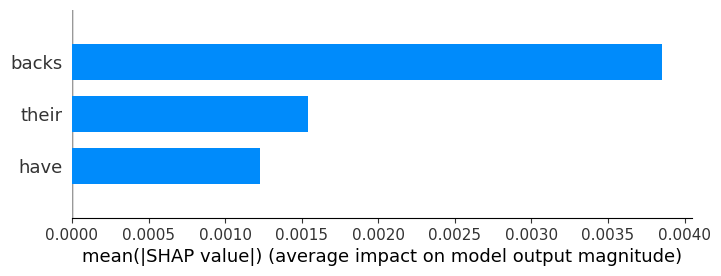 backs
their
have
0.0000 0.0005 0.0010 0.0015 0.0020 0.0025 0.0030 0.0035 0.0040
mean(|SHAP value|) (average impact on model output magnitude)